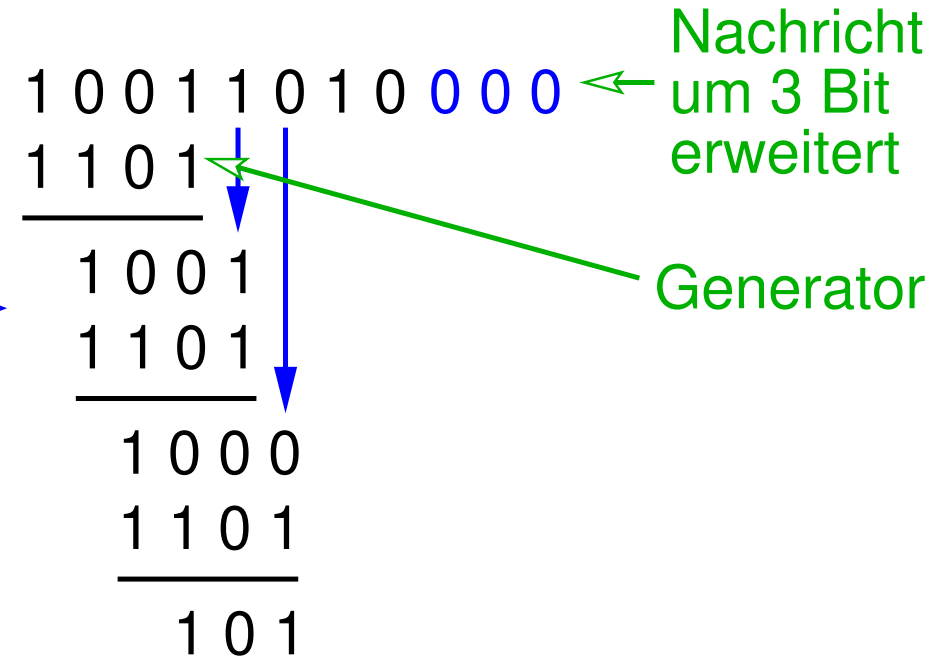 Nachricht
1 0 0 1 1 0 1 0 0 0 0
um 3 Bit
1 1 0 1
erweitert
1 0 0 1
Generator
1 1 0 1
1 0 0 0
1 1 0 1
1 0 1